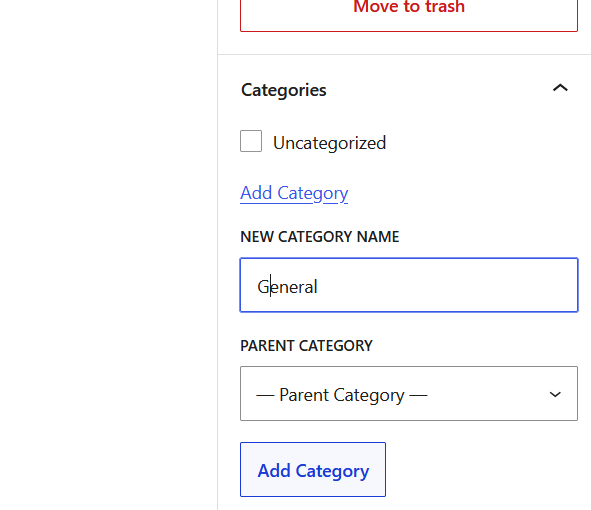 Move to trash
Categories
Uncategorized
Add Category
NEW CATEGORY NAME
General
PARENT CATEGORY
— Parent Category —
Add Category